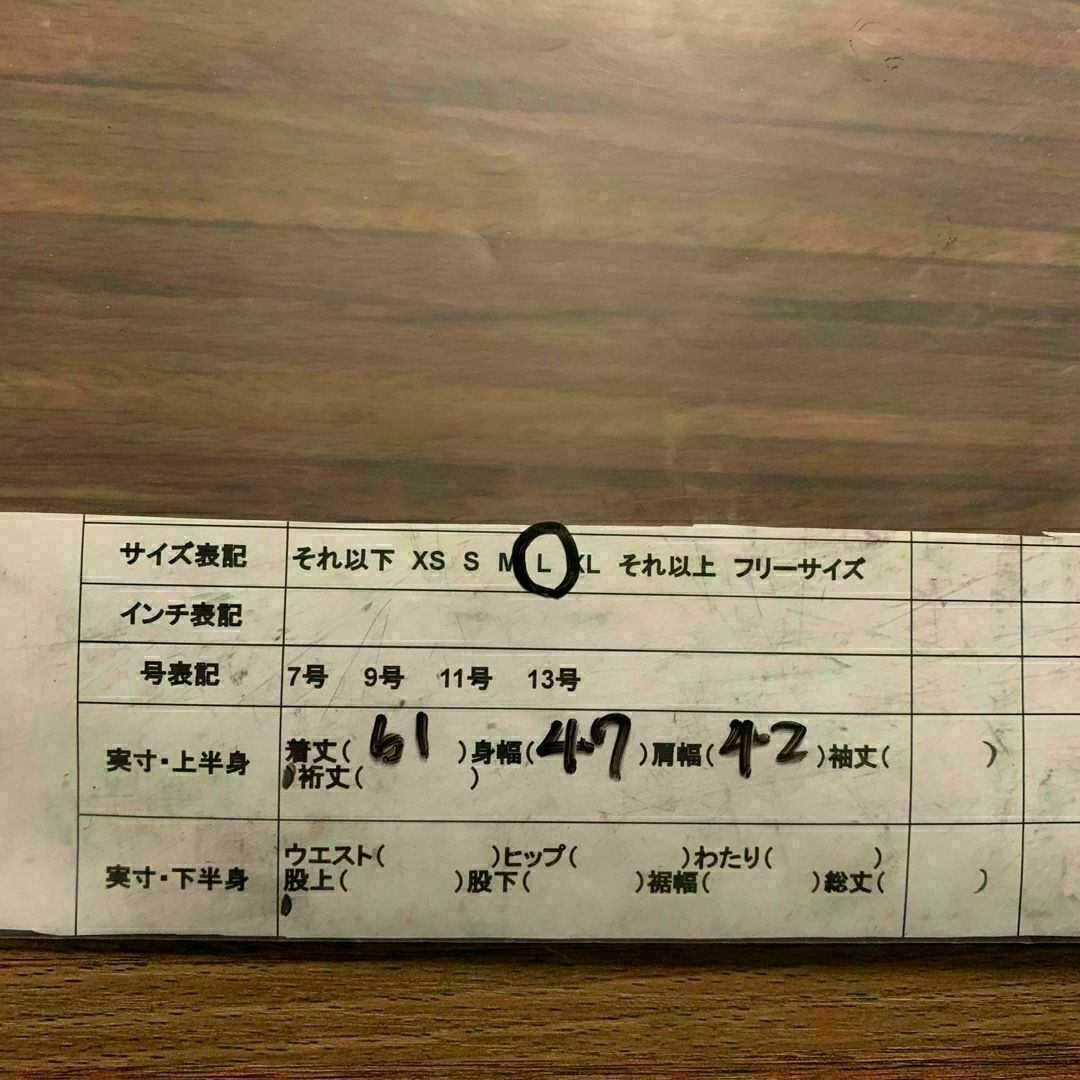 サイズ表記 それ以下 XS S M L XL それ以上 フリーサイズ
インチ表記
号表記 7号 9号 11号 13号
実寸・上半身 着丈( 61 )身幅( 47 )肩幅( 42 )袖丈( )
裄丈( )
実寸・下半身 ウエスト( )ヒップ( )わたり( )
股上( )股下( )裾幅( )総丈( )